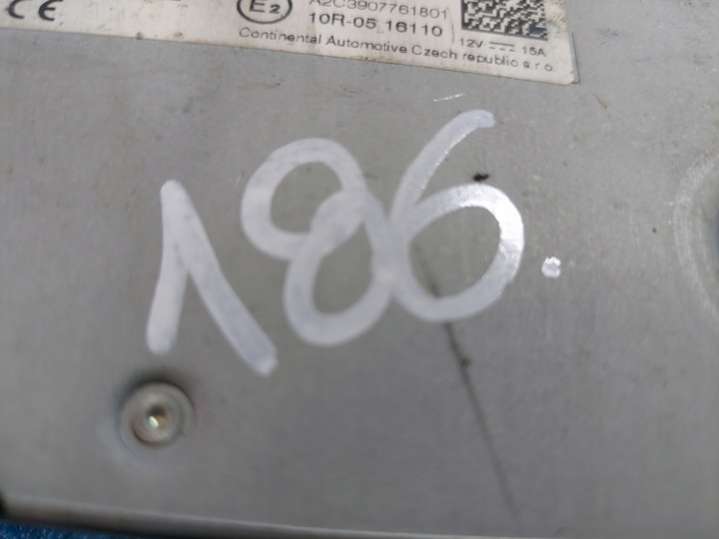 CE E2 A2C3907761801
10R-05 16110
12V 15A
Continental Automotive Czech republic s.r.o.
186.